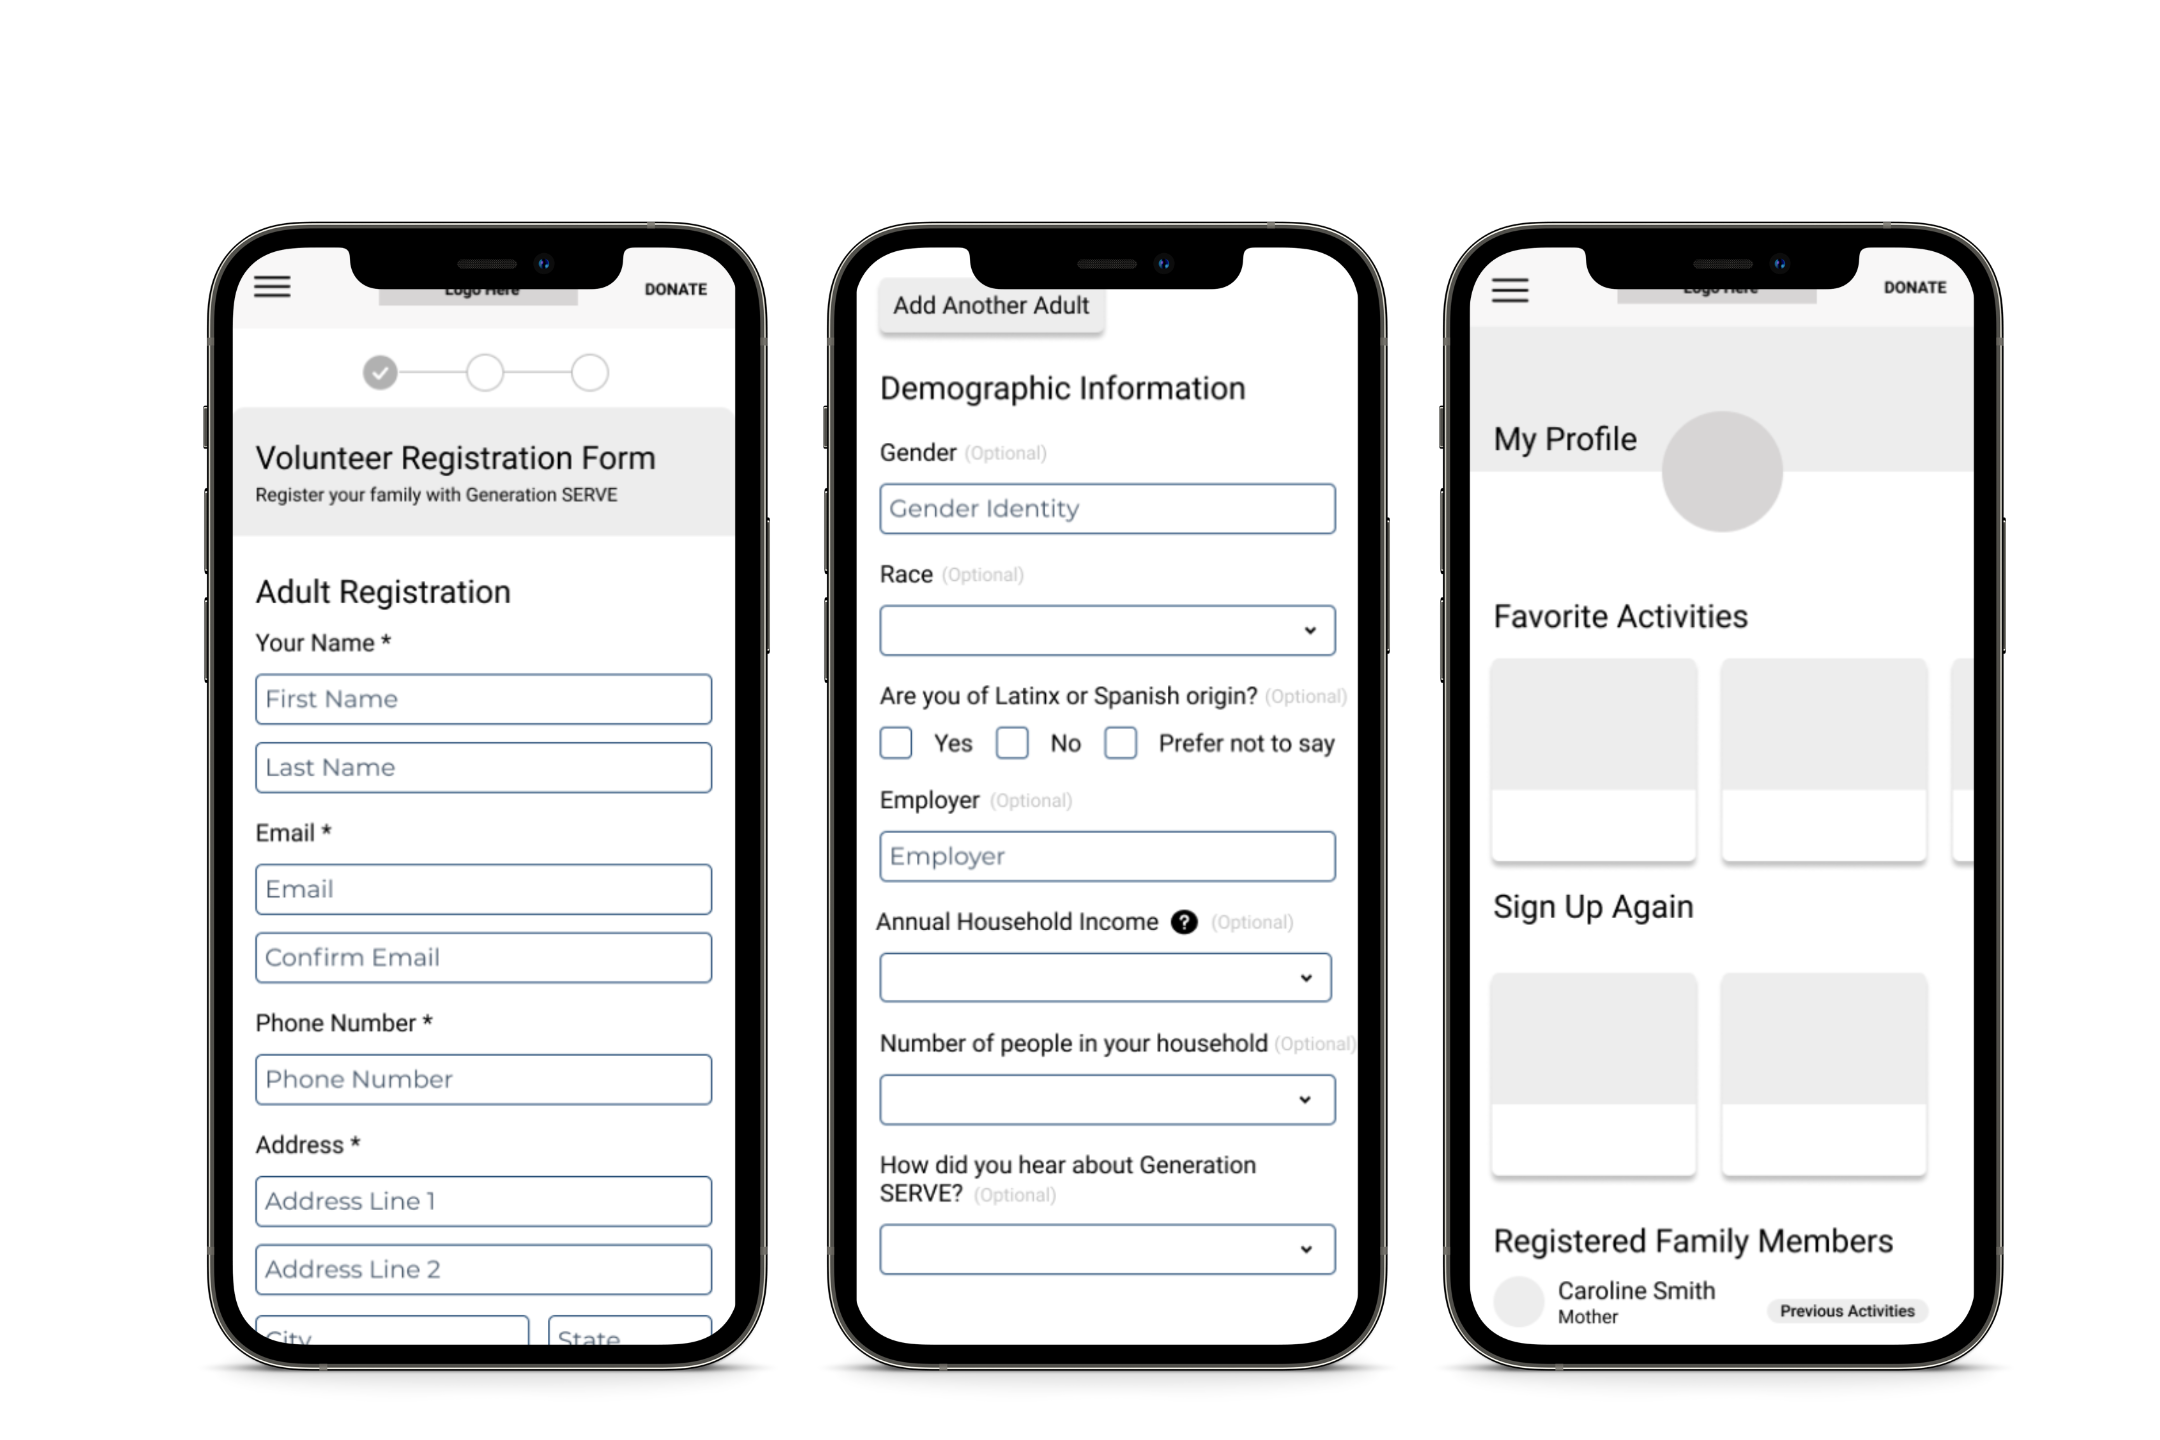 Logo Here
DONATE
Volunteer Registration Form
Register your family with Generation SERVE
Adult Registration
Your Name *
First Name
Last Name
Email *
Email
Confirm Email
Phone Number *
Phone Number
Address *
Address Line 1
Address Line 2
City
State
Add Another Adult
Demographic Information
Gender (Optional)
Gender Identity
Race (Optional)
Are you of Latinx or Spanish origin? (Optional)
Yes No Prefer not to say
Employer (Optional)
Employer
Annual Household Income ? (Optional)
Number of people in your household (Optional)
How did you hear about Generation
SERVE? (Optional)
Logo Here
DONATE
My Profile
Favorite Activities
Sign Up Again
Registered Family Members
Caroline Smith
Mother
Previous Activities